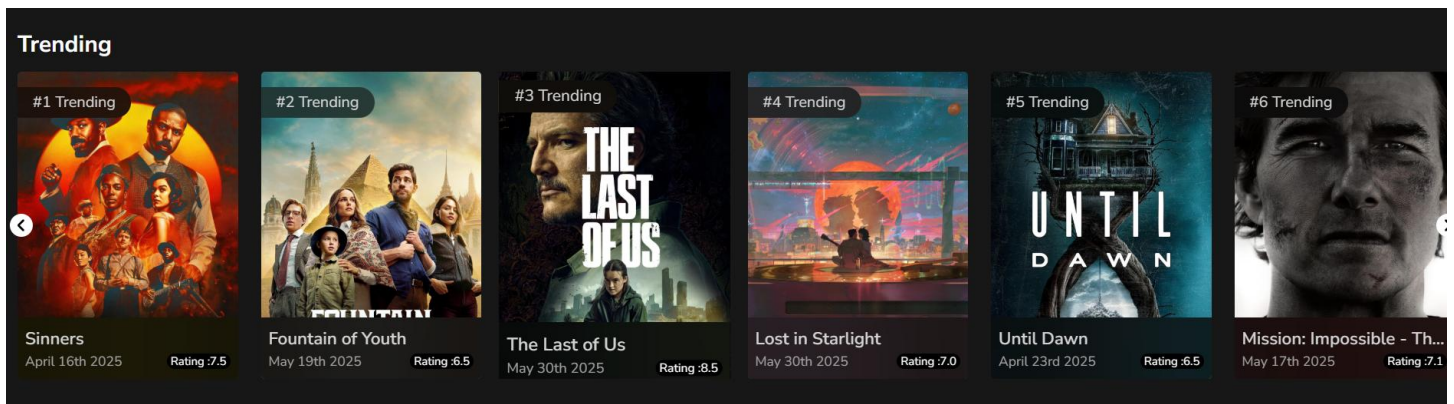 Trending
#1 Trending
Sinners
April 16th 2025
Rating :7.5
#2 Trending
FOUNTAIN
Fountain of Youth
May 19th 2025
Rating :6.5
#3 Trending
THE
LAST
OF US
The Last of Us
May 30th 2025
Rating :8.5
#4 Trending
Lost in Starlight
May 30th 2025
Rating :7.0
#5 Trending
UNTIL
DAWN
Until Dawn
April 23rd 2025
Rating :6.5
#6 Trending
Mission: Impossible - Th...
May 17th 2025
Rating :7.1